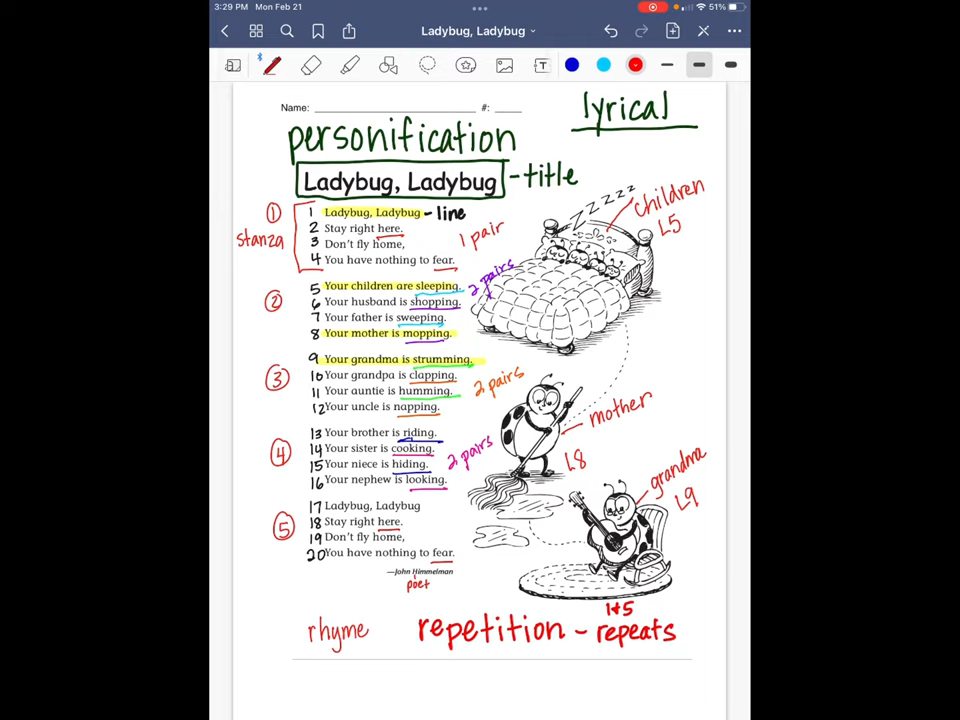 3:29 PM Mon Feb 21
51%
Ladybug, Ladybug
T
Name: #:
lyrical
personification
Ladybug, Ladybug - title
1 stanza
1 Ladybug, Ladybug - line
2 Stay right here.
3 Don't fly home,
4 You have nothing to fear.
1 pair
ZZZZZZZ
children
L5
2
5 Your children are sleeping.
6 Your husband is shopping.
7 Your father is sweeping.
8 Your mother is mopping.
2 pairs
3
9 Your grandma is strumming.
10 Your grandpa is clapping.
11 Your auntie is humming.
12 Your uncle is napping.
2 pairs
mother
L8
4
13 Your brother is riding.
14 Your sister is cooking.
15 Your niece is hiding.
16 Your nephew is looking.
2 pairs
grandma
L9
5
17 Ladybug, Ladybug
18 Stay right here.
19 Don't fly home,
20 You have nothing to fear.
—John Himmelman
poet
rhyme
repetition - repeats
1+5